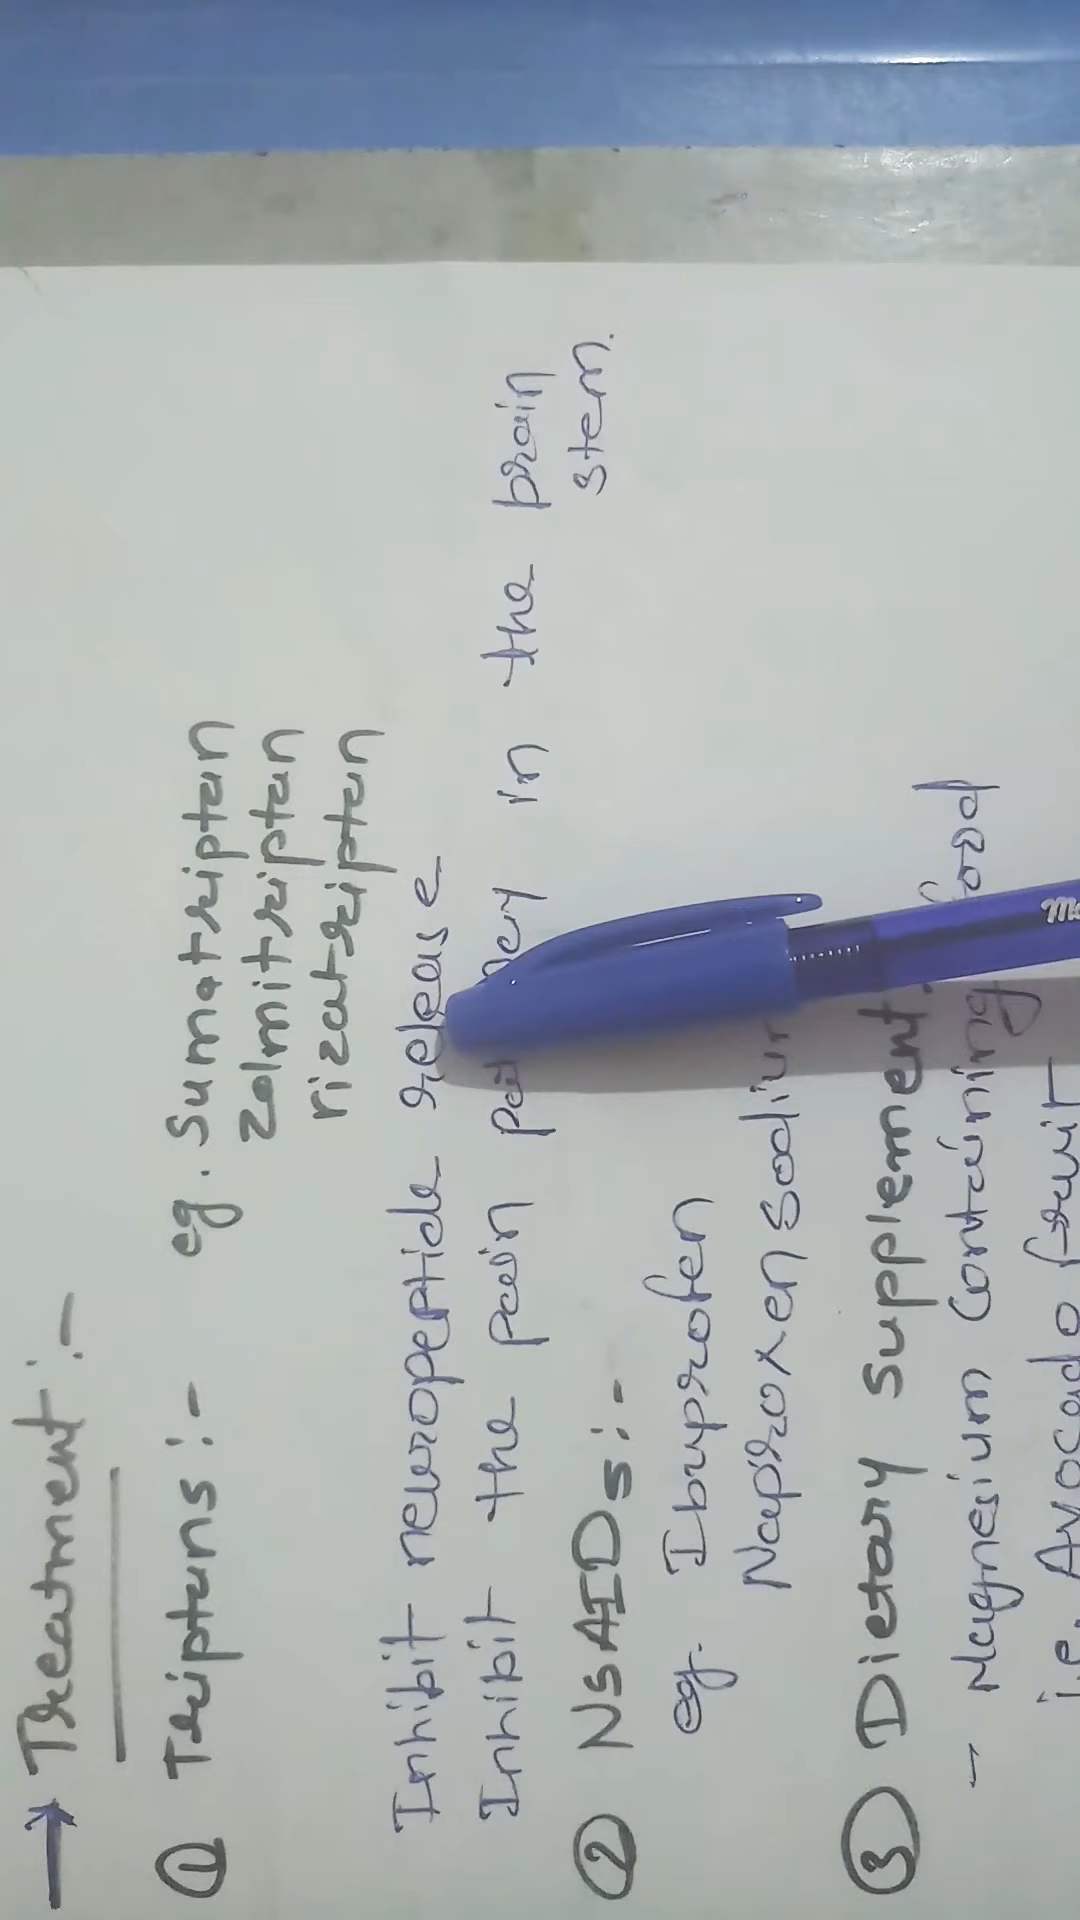 → Treatment :-
① Triptans :- eg. Sumatriptan
Zolmitriptan
rizatriptan
Inhibit neuropeptide release
Inhibit the pain in the brain
stem.
② NSAIDs :-
eg. Ibuprofen
Naproxen sodium
③ Dietary supplement
- Magnesium containing food
i.e. Avocado fruit